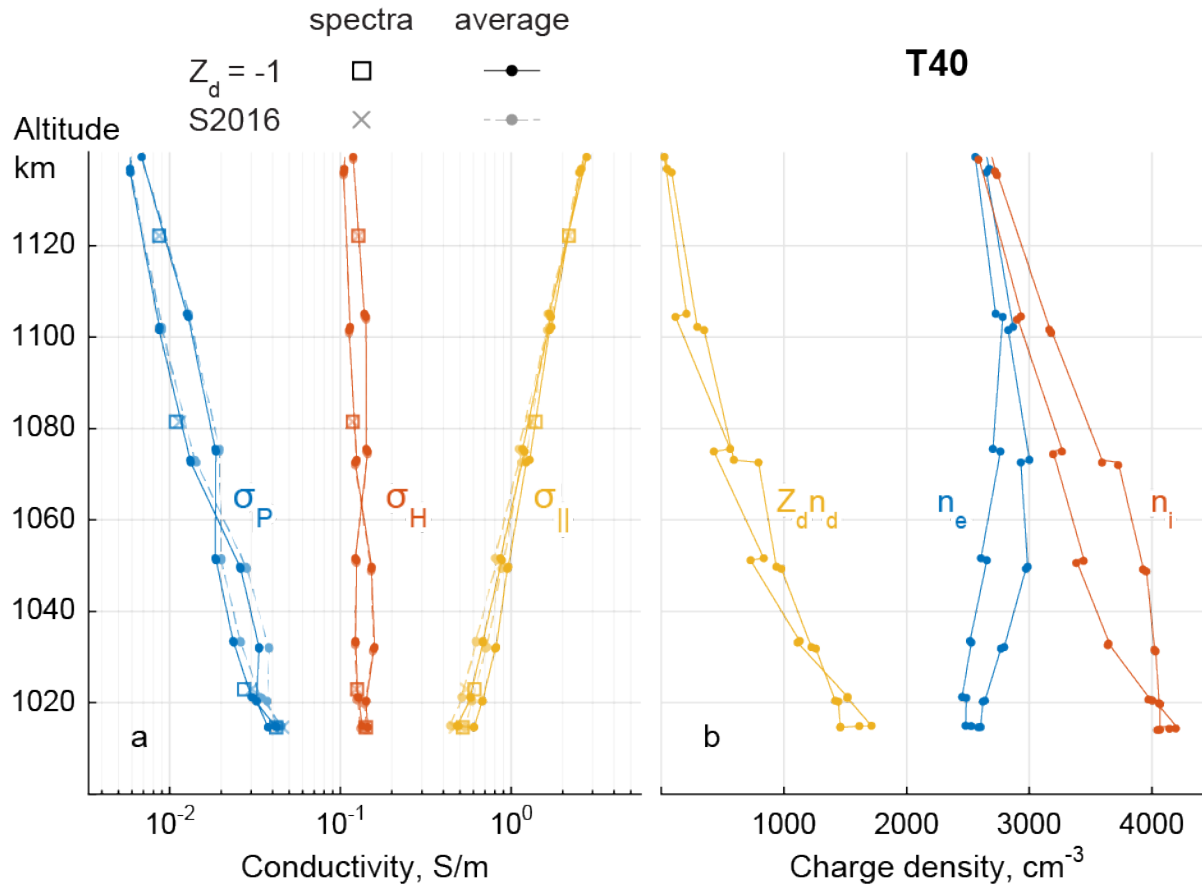 spectra average
Z_d = -1
S2016
T40
Altitude
km
1120
1100
1080
1060
1040
1020
σ_P
σ_H
σ_||
Z_d n_d
n_e
n_i
a
b
10^-2 10^-1 10^0
1000 2000 3000 4000
Conductivity, S/m
Charge density, cm^-3